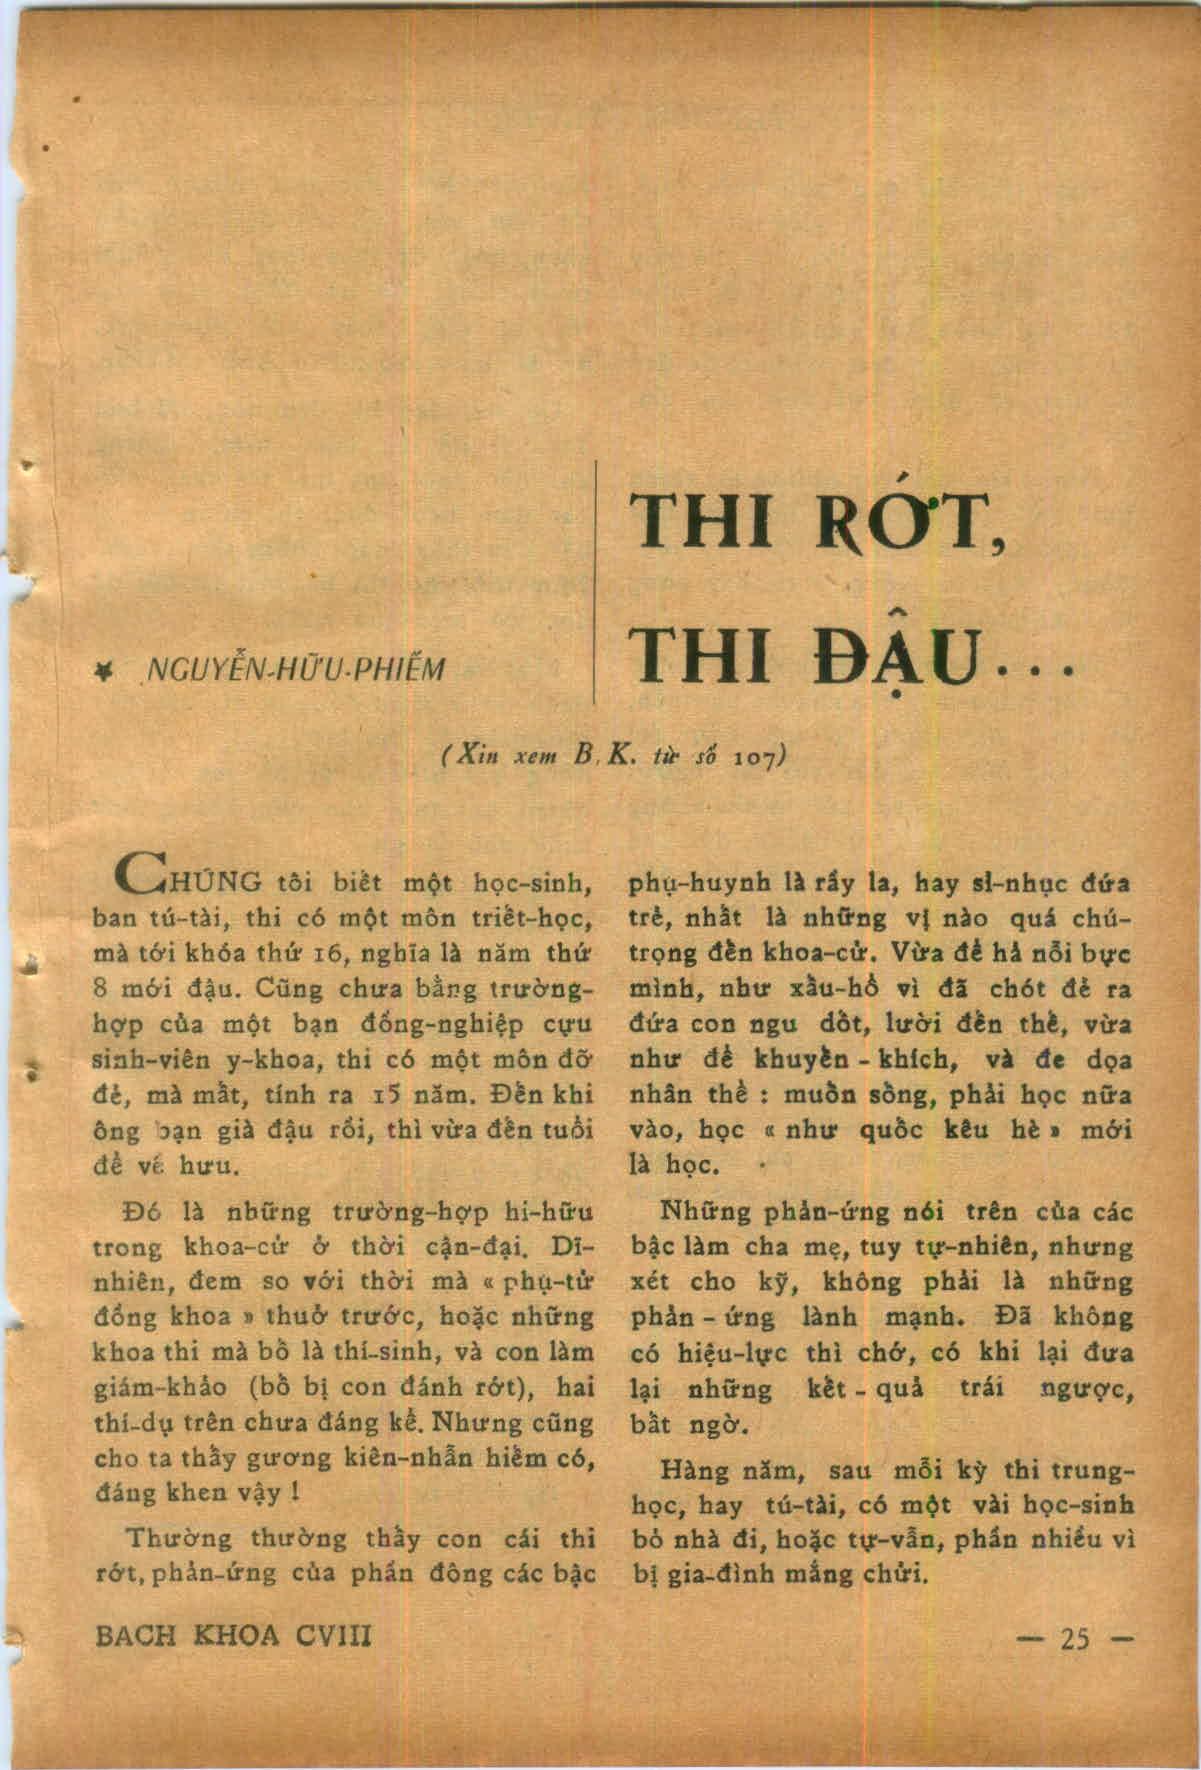 THI RỚT,
THI ĐẬU...
★ NGUYỄN-HỮU-PHIẾM
(Xin xem B.K. từ số 107)
CHÚNG tôi biết một học-sinh,
ban tú-tài, thi có một môn triết-học,
mà tới khóa thứ 16, nghĩa là năm thứ
8 mới đậu. Cũng chưa bằng trường-
hợp của một bạn đồng-nghiệp cựu
sinh-viên y-khoa, thi có một môn đỡ
đẻ, mà mất, tính ra 15 năm. Đến khi
ông bạn già đậu rồi, thì vừa đến tuổi
để về hưu.
Đó là những trường-hợp hi-hữu
trong khoa-cử ở thời cận-đại. Dĩ-
nhiên, đem so với thời mà « phụ-tử
đồng khoa » thuở trước, hoặc những
khoa thi mà bố là thí-sinh, và con làm
giám-khảo (bố bị con đánh rớt), hai
thí-dụ trên chưa đáng kể. Nhưng cũng
cho ta thấy gương kiên-nhẫn hiếm có,
đáng khen vậy !
Thường thường thấy con cái thi
rớt, phản-ứng của phần đông các bậc
phụ-huynh là rầy la, hay sỉ-nhục đứa
trẻ, nhất là những vị nào quá chú-
trọng đến khoa-cử. Vừa để hả nỗi bực
mình, như xấu-hổ vì đã chót đẻ ra
đứa con ngu dốt, lười đến thế, vừa
như để khuyến - khích, và đe dọa
nhân thể : muốn sống, phải học nữa
vào, học « như quốc kêu hè » mới
là học.
Những phản-ứng nói trên của các
bậc làm cha mẹ, tuy tự-nhiên, nhưng
xét cho kỹ, không phải là những
phản - ứng lành mạnh. Đã không
có hiệu-lực thì chớ, có khi lại đưa
lại những kết - quả trái ngược,
bất ngờ.
Hàng năm, sau mỗi kỳ thi trung-
học, hay tú-tài, có một vài học-sinh
bỏ nhà đi, hoặc tự-vẫn, phần nhiều vì
bị gia-đình mắng chửi.
BACH KHOA CVIII
— 25 —